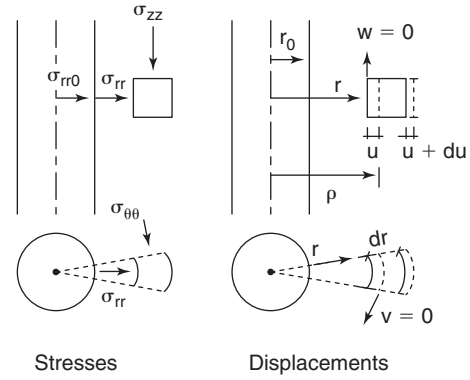 σzz
σrr0
σrr
σθθ
σrr
Stresses
r0
w = 0
r
u
u + du
ρ
r
dr
v = 0
Displacements